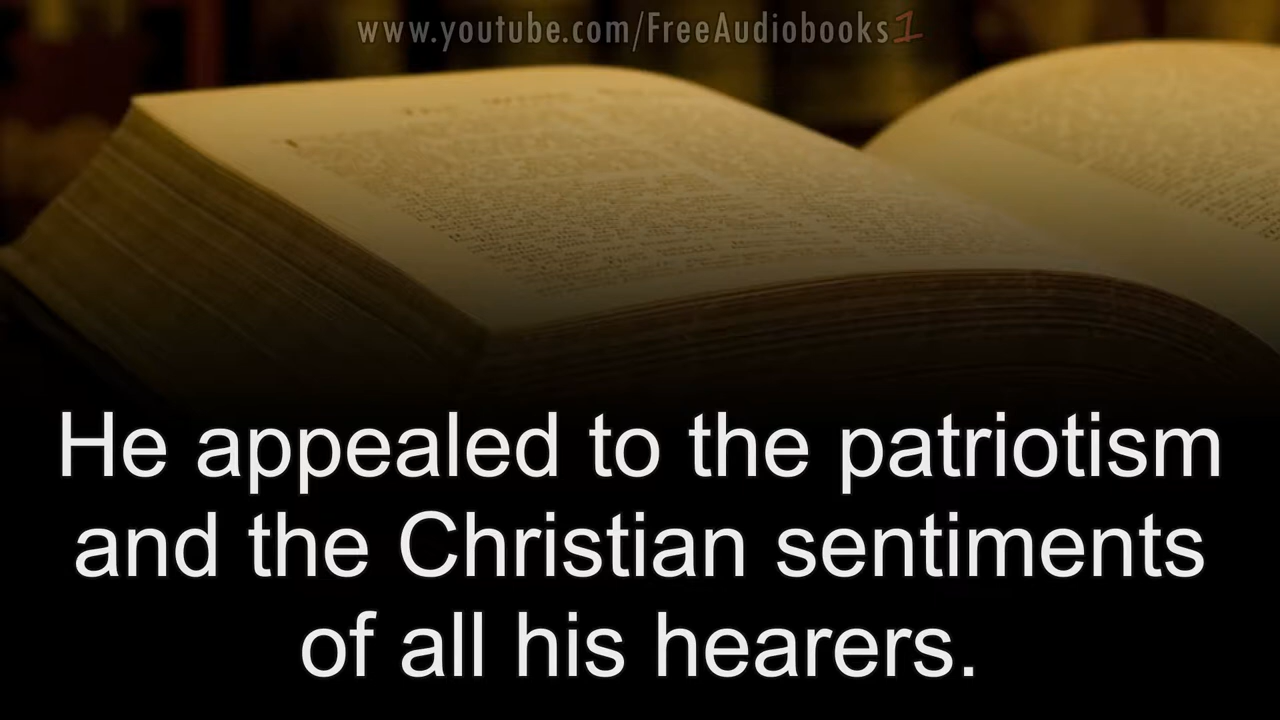 www.youtube.com/FreeAudiobooks1
He appealed to the patriotism
and the Christian sentiments
of all his hearers.